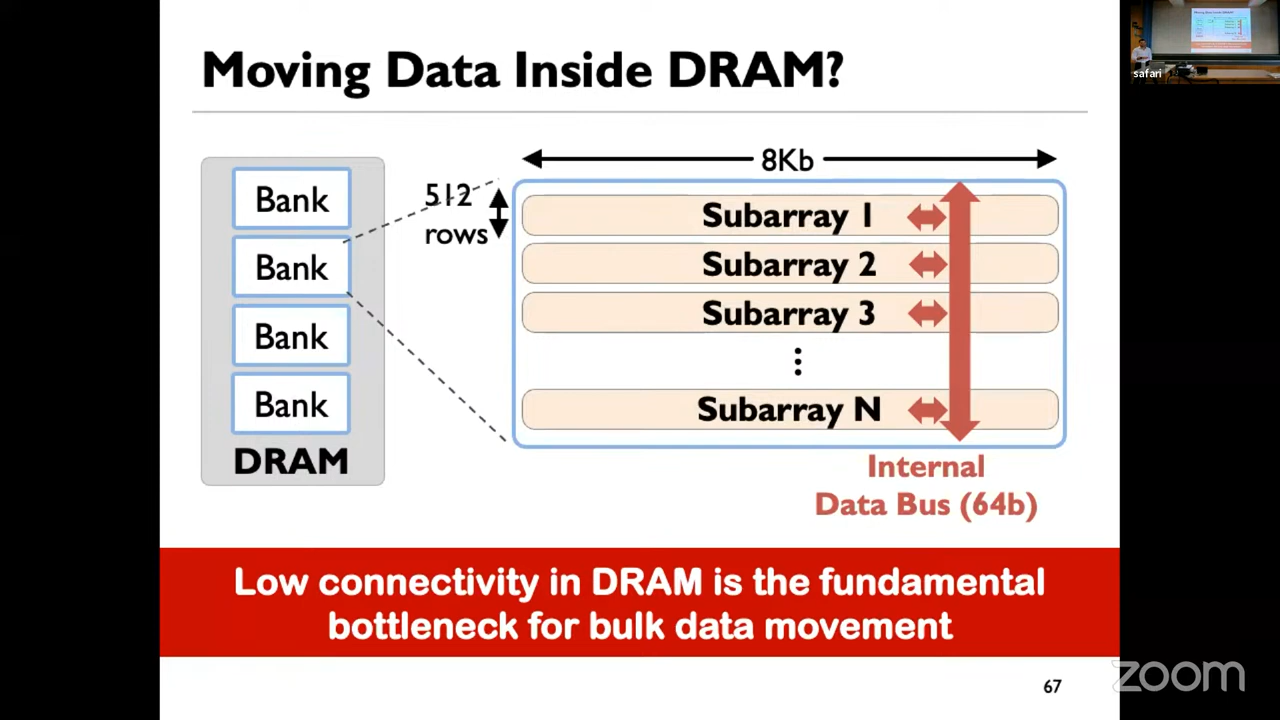 Moving Data Inside DRAM?
safari
Bank
Bank
Bank
Bank
DRAM
512
rows
8Kb
Subarray 1
Subarray 2
Subarray 3
Subarray N
Internal
Data Bus (64b)
Low connectivity in DRAM is the fundamental
bottleneck for bulk data movement
67
zoom